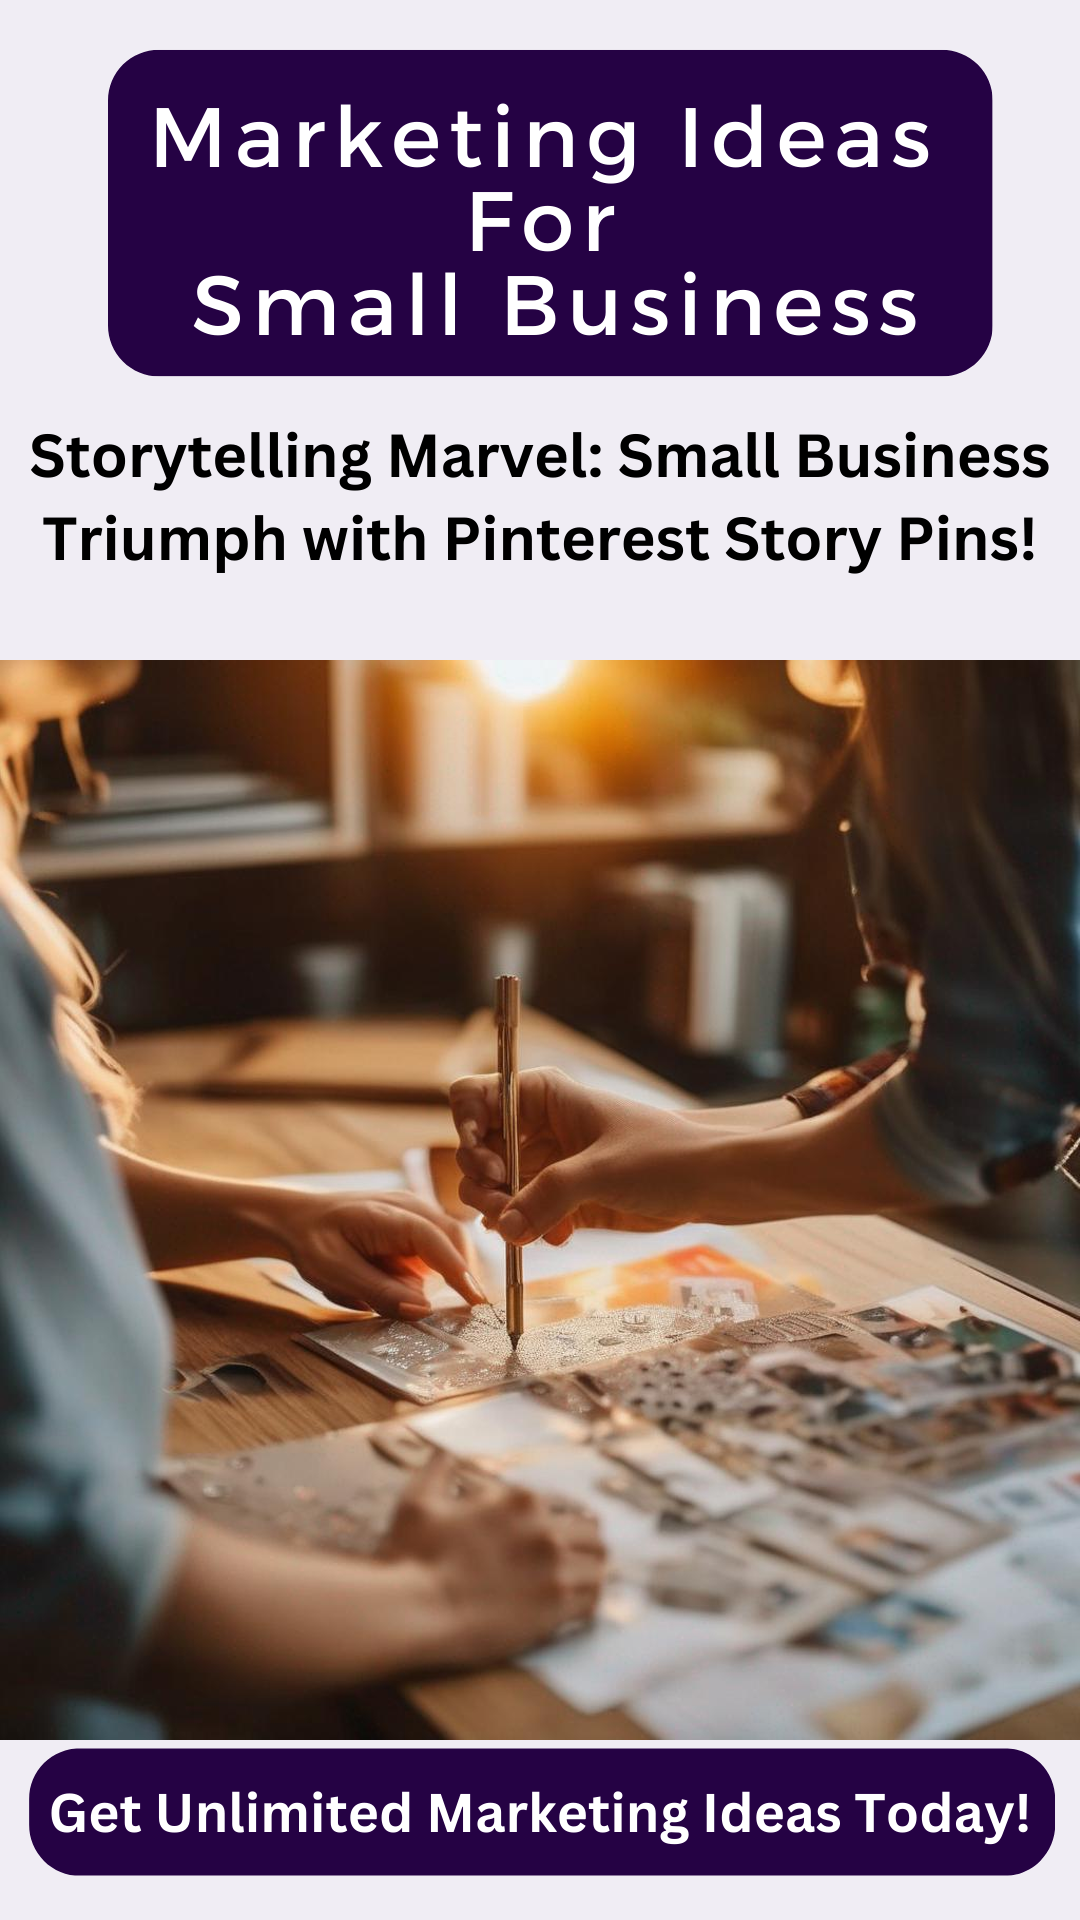 Marketing Ideas
For
Small Business
Storytelling Marvel: Small Business
Triumph with Pinterest Story Pins!
Get Unlimited Marketing Ideas Today!